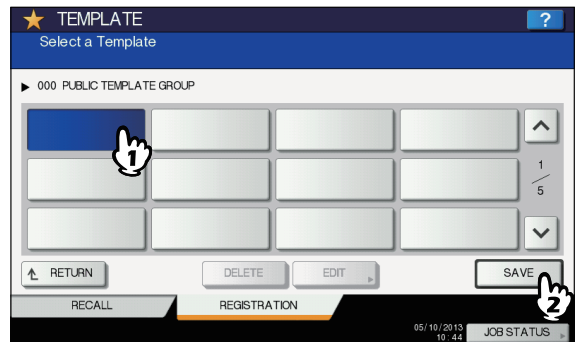 TEMPLATE
?
Select a Template
000 PUBLIC TEMPLATE GROUP
1
1
5
RETURN
DELETE
EDIT
SAVE
2
RECALL
REGISTRATION
05/10/2013
10:44
JOB STATUS